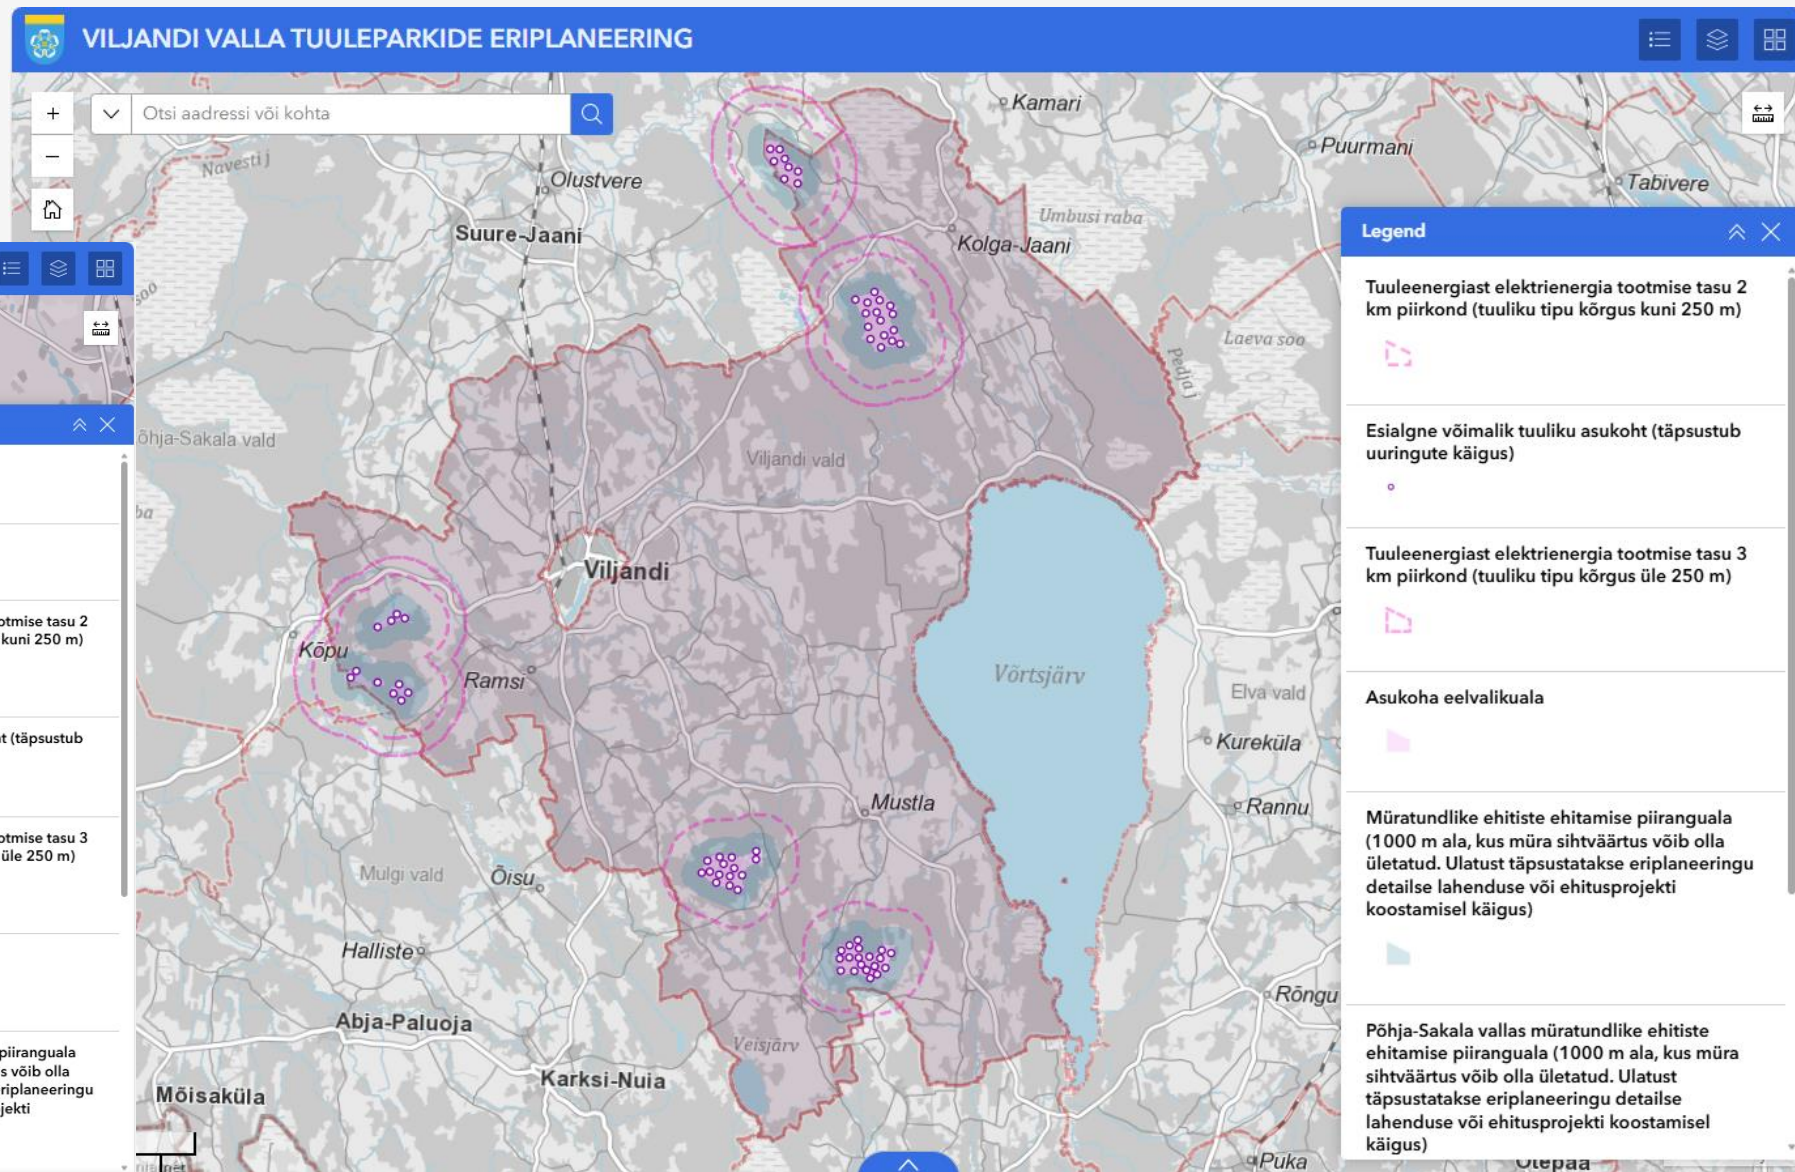 VILJANDI VALLA TUULEPARKIDE ERIPLANEERING
+
Otsi aadressi või kohta
−
Navesti j
Olustvere
Suure-Jaani
Kamari
Puurmani
Tabivere
Umbusi raba
Kolga-Jaani
Laeva soo
Pedja j
soo
õhja-Sakala vald
ba
Viljandi vald
Viljandi
Kõpu
Ramsi
Võrtsjärv
Elva vald
Kureküla
Rannu
Mustla
Mulgi vald
Õisu
Halliste
Abja-Paluoja
Veisjärv
Karksi-Nuia
Mõisaküla
Rõngu
Puka
Otepää
otmise tasu 2
kuni 250 m)
t (täpsustub
otmise tasu 3
üle 250 m)
piiranguala
s võib olla
riplaneeringu
jekti
Legend
Tuuleenergiast elektrienergia tootmise tasu 2
km piirkond (tuuliku tipu kõrgus kuni 250 m)
Esialgne võimalik tuuliku asukoht (täpsustub
uuringute käigus)
Tuuleenergiast elektrienergia tootmise tasu 3
km piirkond (tuuliku tipu kõrgus üle 250 m)
Asukoha eelvalikuala
Müratundlike ehitiste ehitamise piiranguala
(1000 m ala, kus müra sihtväärtus võib olla
ületatud. Ulatust täpsustatakse eriplaneeringu
detailse lahenduse või ehitusprojekti
koostamisel käigus)
Põhja-Sakala vallas müratundlike ehitiste
ehitamise piiranguala (1000 m ala, kus müra
sihtväärtus võib olla ületatud. Ulatust
täpsustatakse eriplaneeringu detailse
lahenduse või ehitusprojekti koostamisel
käigus)